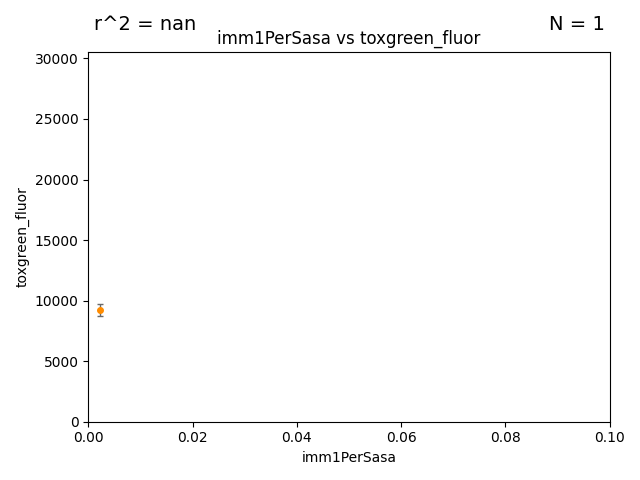 r^2 = nan
N = 1
imm1PerSasa vs toxgreen_fluor
30000
25000
20000
15000
10000
5000
0
toxgreen_fluor
0.00
0.02
0.04
0.06
0.08
0.10
imm1PerSasa